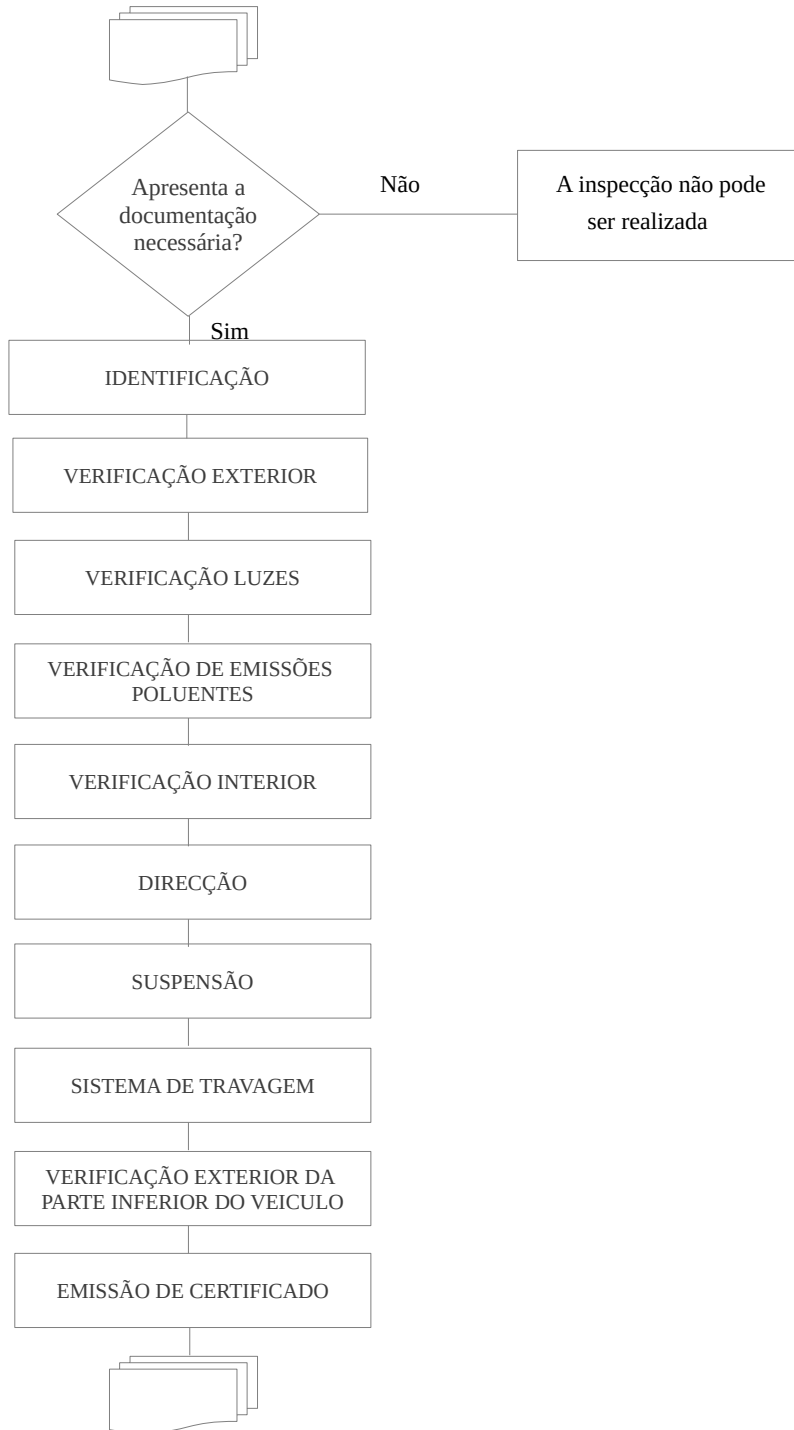 Apresenta a
documentação
necessária?
Não
A inspecção não pode
ser realizada
Sim
IDENTIFICAÇÃO
VERIFICAÇÃO EXTERIOR
VERIFICAÇÃO LUZES
VERIFICAÇÃO DE EMISSÕES
POLUENTES
VERIFICAÇÃO INTERIOR
DIRECÇÃO
SUSPENSÃO
SISTEMA DE TRAVAGEM
VERIFICAÇÃO EXTERIOR DA
PARTE INFERIOR DO VEICULO
EMISSÃO DE CERTIFICADO